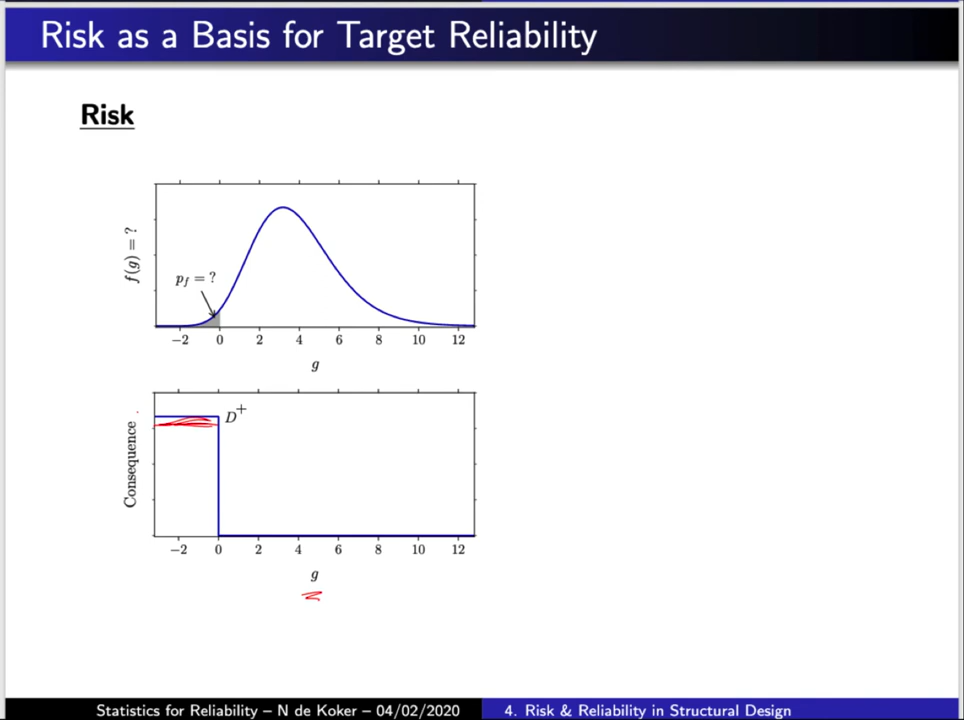 Risk as a Basis for Target Reliability
Risk
f(g) = ?
p_f = ?
−2 0 2 4 6 8 10 12
g
Consequence
D⁺
−2 0 2 4 6 8 10 12
g
Statistics for Reliability – N de Koker – 04/02/2020
4. Risk & Reliability in Structural Design